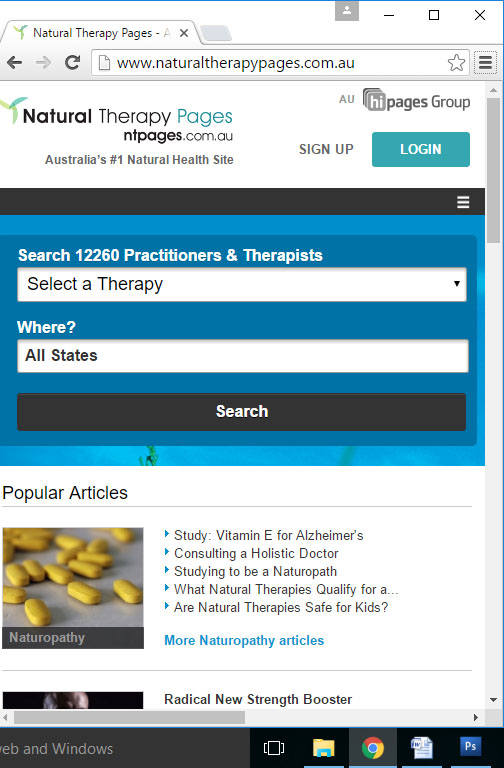 Natural Therapy Pages - A
www.naturaltherapypages.com.au
AU hipages Group
Natural Therapy Pages
ntpages.com.au
Australia's #1 Natural Health Site
SIGN UP
LOGIN
Search 12260 Practitioners & Therapists
Select a Therapy
Where?
All States
Search
Popular Articles
Study: Vitamin E for Alzheimer's
Consulting a Holistic Doctor
Studying to be a Naturopath
What Natural Therapies Qualify for a...
Are Natural Therapies Safe for Kids?
Naturopathy
More Naturopathy articles
Radical New Strength Booster
web and Windows
Ps